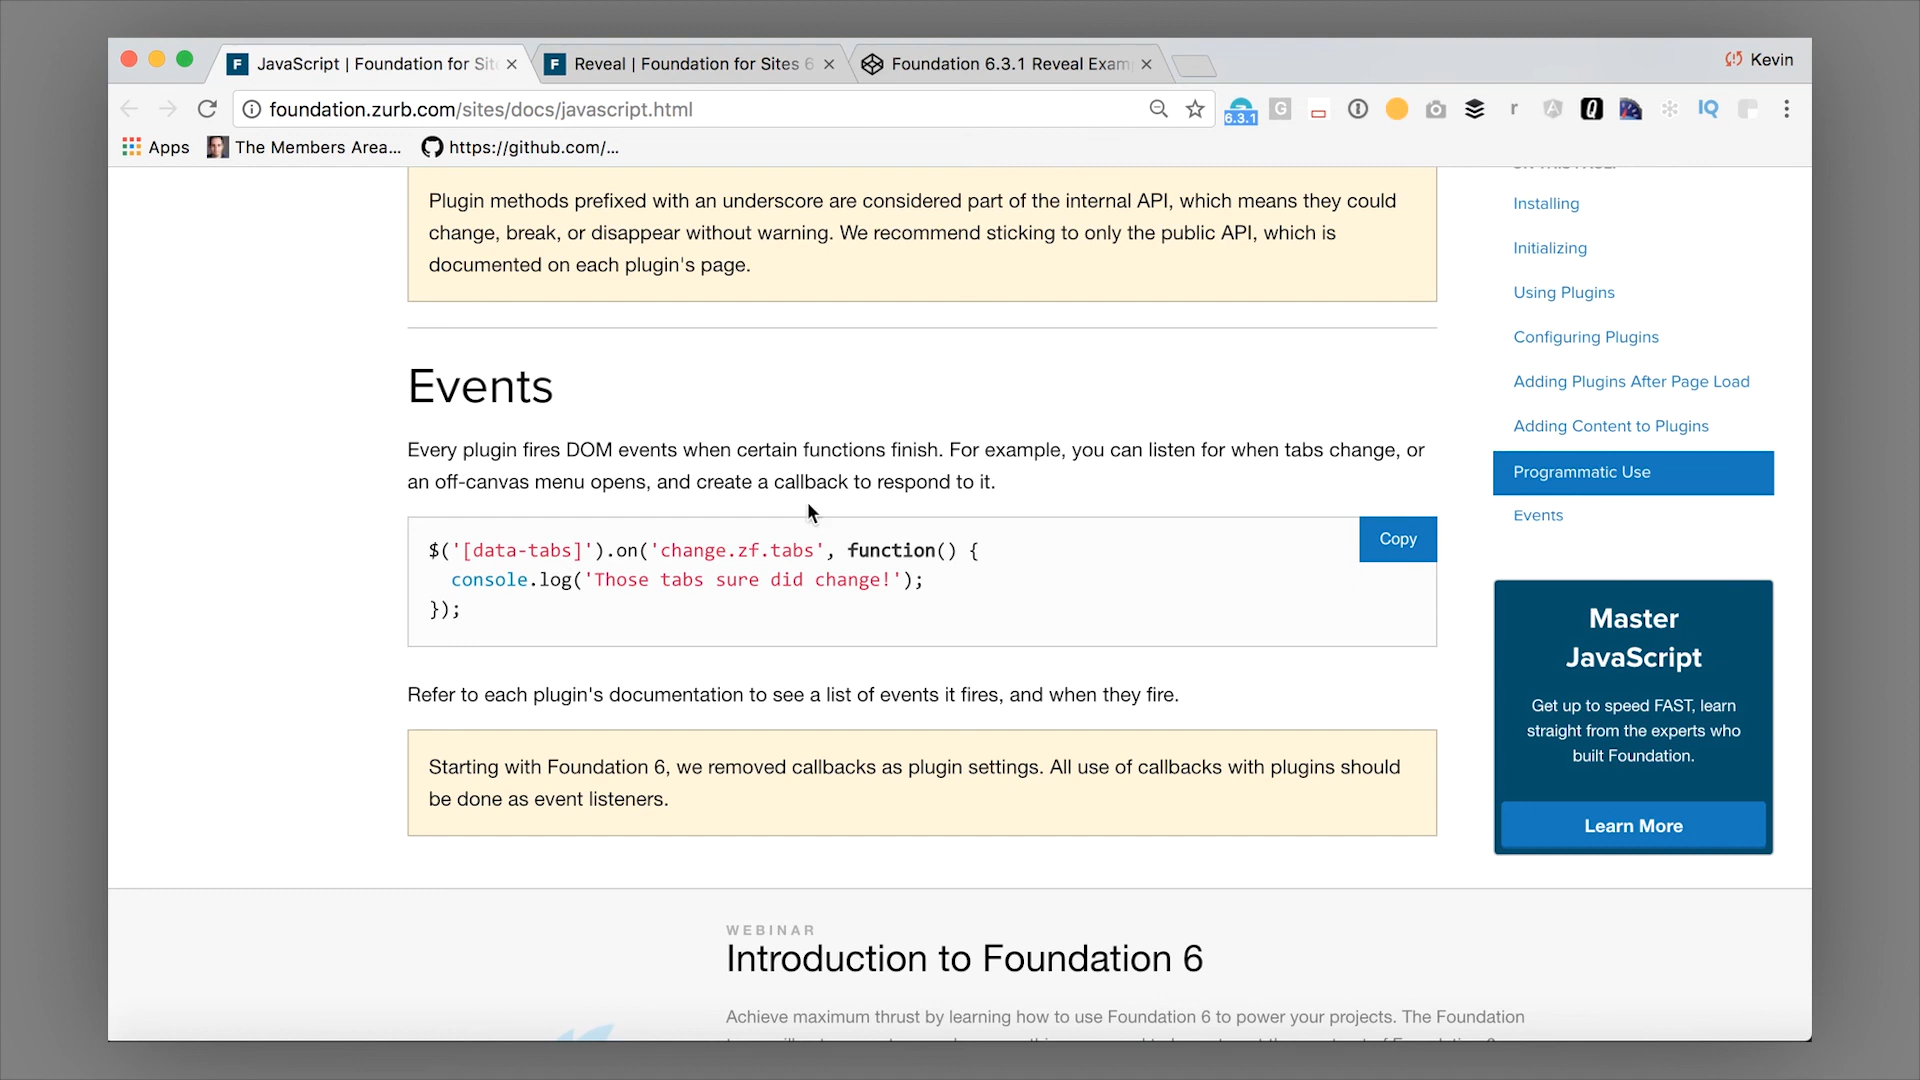 JavaScript | Foundation for Sit
Reveal | Foundation for Sites 6
Foundation 6.3.1 Reveal Exam
Kevin
foundation.zurb.com/sites/docs/javascript.html
6.3.1
G
r
Q
IQ
Apps
The Members Area...
https://github.com/...
Plugin methods prefixed with an underscore are considered part of the internal API, which means they could
change, break, or disappear without warning. We recommend sticking to only the public API, which is
documented on each plugin's page.
Events
Every plugin fires DOM events when certain functions finish. For example, you can listen for when tabs change, or
an off-canvas menu opens, and create a callback to respond to it.
Copy
$('[data-tabs]').on('change.zf.tabs', function() {
console.log('Those tabs sure did change!');
});
Refer to each plugin's documentation to see a list of events it fires, and when they fire.
Starting with Foundation 6, we removed callbacks as plugin settings. All use of callbacks with plugins should
be done as event listeners.
Installing
Initializing
Using Plugins
Configuring Plugins
Adding Plugins After Page Load
Adding Content to Plugins
Programmatic Use
Events
Master
JavaScript
Get up to speed FAST, learn
straight from the experts who
built Foundation.
Learn More
WEBINAR
Introduction to Foundation 6
Achieve maximum thrust by learning how to use Foundation 6 to power your projects. The Foundation